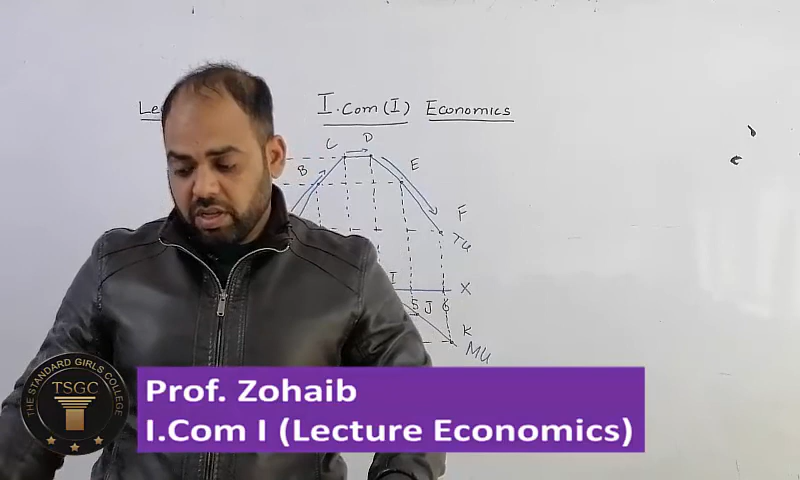 I.Com (I) Economics
C D
B E
F
TU
I X
5 J 6
K
MU
THE STANDARD GIRLS COLLEGE
TSGC
Prof. Zohaib
I.Com I (Lecture Economics)